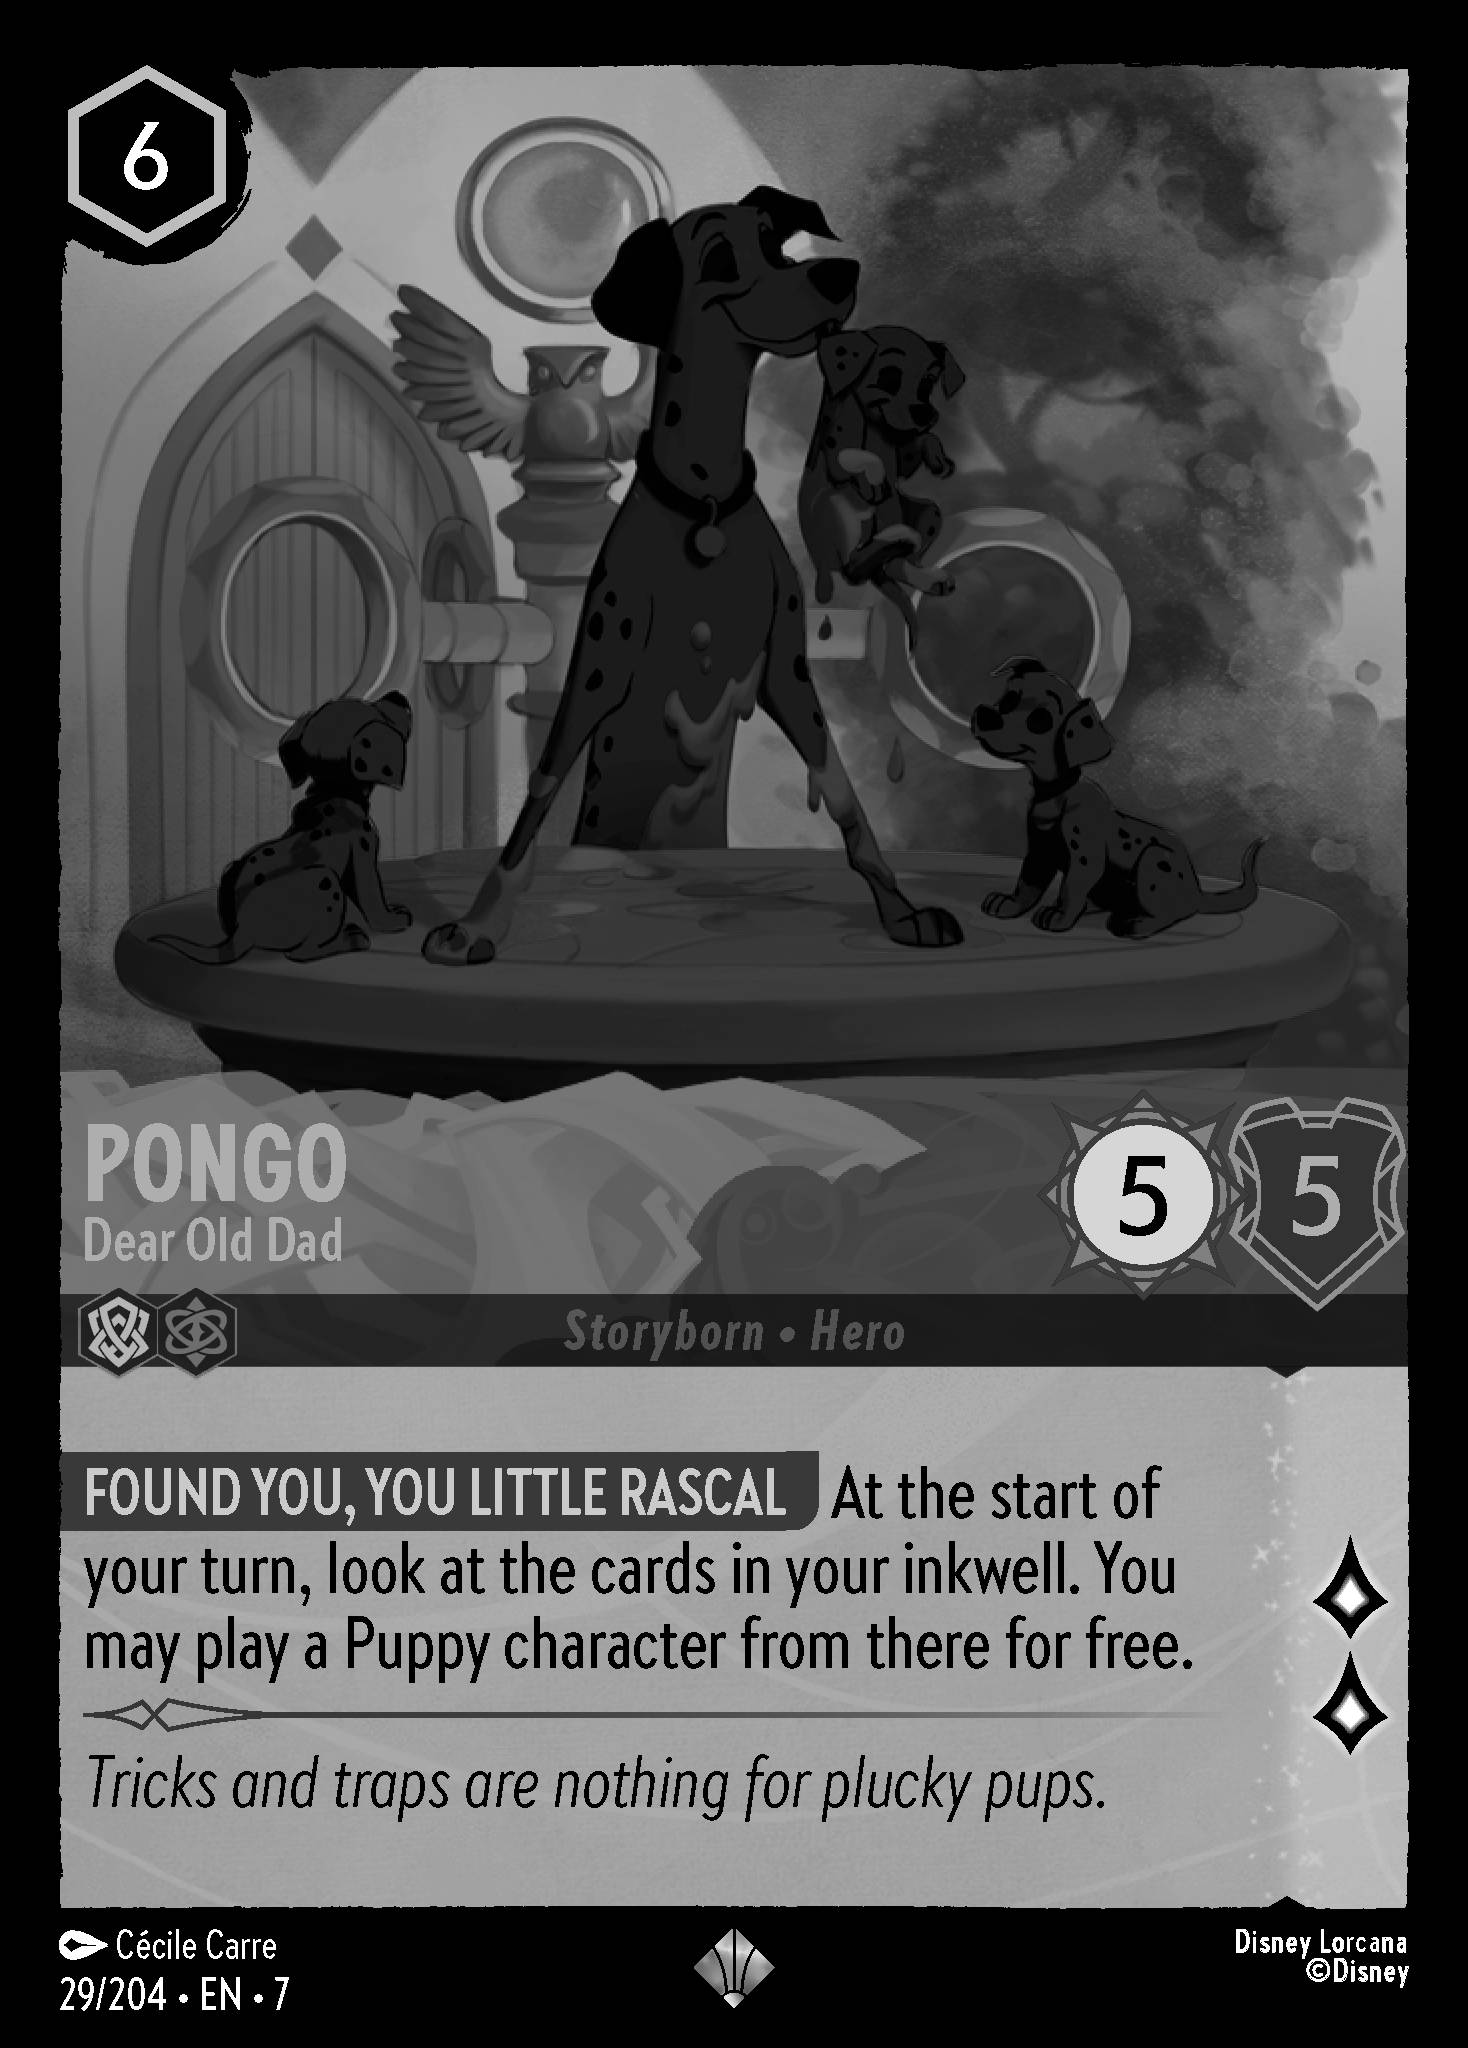 6
PONGO
Dear Old Dad
5 5
Storyborn • Hero
FOUND YOU, YOU LITTLE RASCAL At the start of
your turn, look at the cards in your inkwell. You
may play a Puppy character from there for free.
Tricks and traps are nothing for plucky pups.
Cécile Carre
29/204 • EN • 7
Disney Lorcana
©Disney